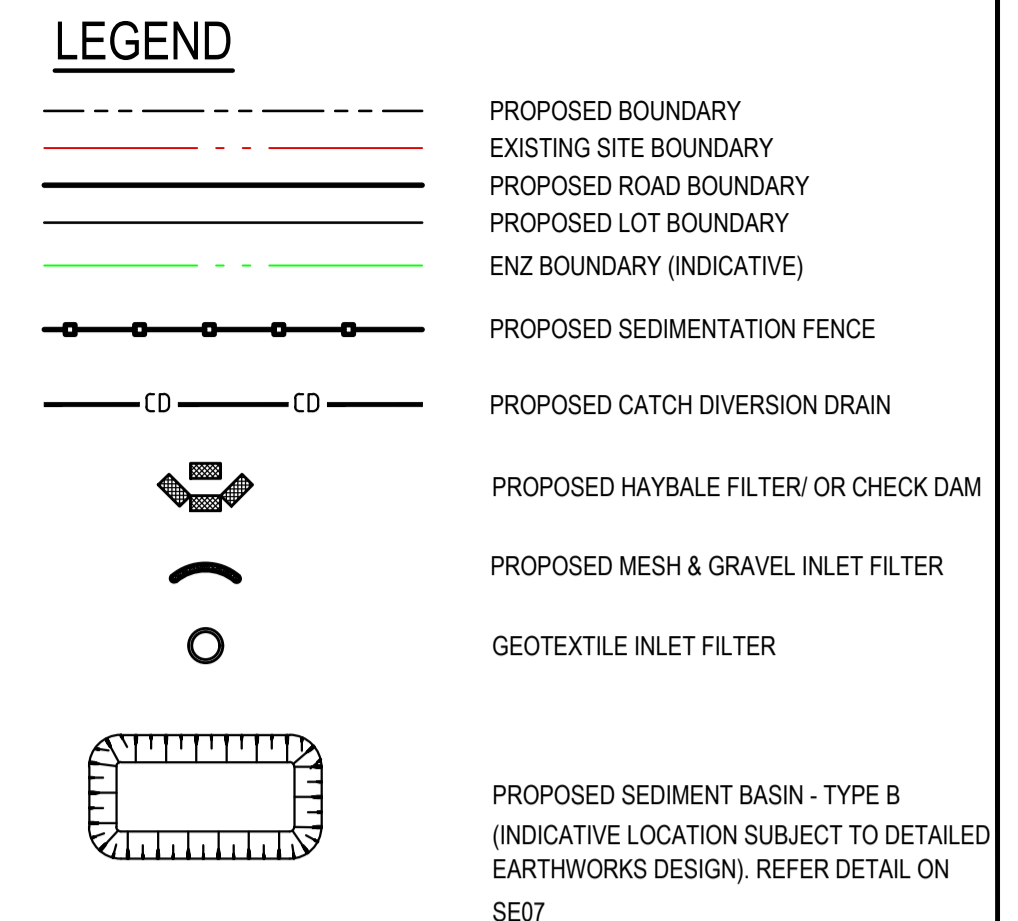 LEGEND
PROPOSED BOUNDARY
EXISTING SITE BOUNDARY
PROPOSED ROAD BOUNDARY
PROPOSED LOT BOUNDARY
ENZ BOUNDARY (INDICATIVE)
PROPOSED SEDIMENTATION FENCE
CD CD PROPOSED CATCH DIVERSION DRAIN
PROPOSED HAYBALE FILTER/ OR CHECK DAM
PROPOSED MESH & GRAVEL INLET FILTER
GEOTEXTILE INLET FILTER
PROPOSED SEDIMENT BASIN - TYPE B
(INDICATIVE LOCATION SUBJECT TO DETAILED
EARTHWORKS DESIGN). REFER DETAIL ON
SE07